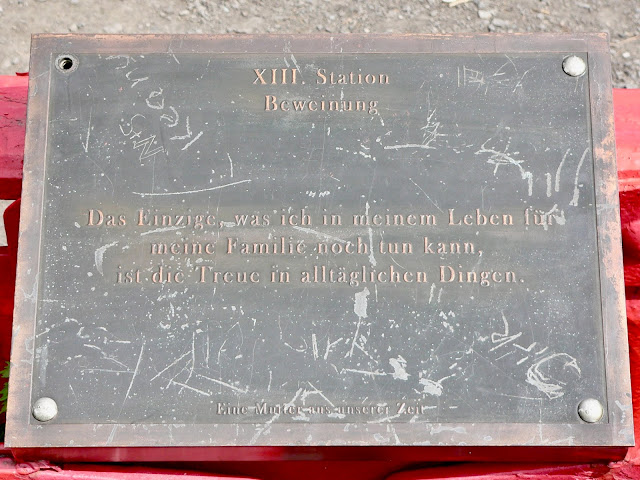 XIII. Station
Beweinung
Das Einzige, was ich in meinem Leben für
meine Familie noch tun kann,
ist die Treue in alltäglichen Dingen.
Eine Mutter aus unserer Zeit